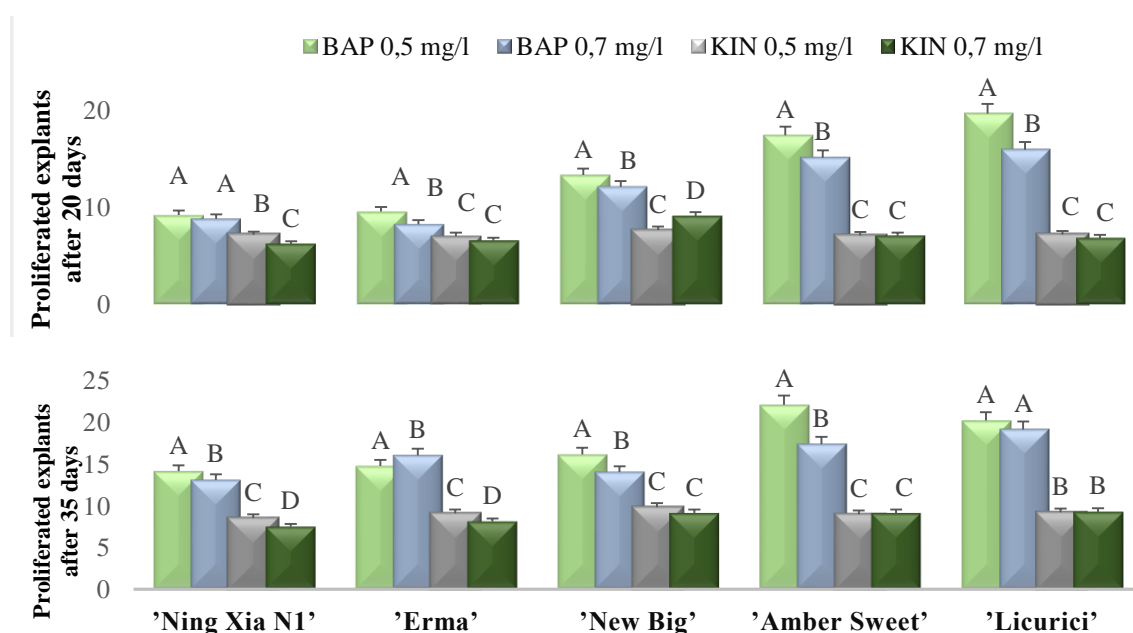 BAP 0,5 mg/l BAP 0,7 mg/l KIN 0,5 mg/l KIN 0,7 mg/l
Proliferated explants
after 20 days
20
10
0
A A B C
A B C C
A B C D
A B C C
A B C C
Proliferated explants
after 35 days
25
20
15
10
5
0
A B C D
A B C D
A B C C
A B C C
A A B B
’Ning Xia N1’ ’Erma’ ’New Big’ ’Amber Sweet’ ’Licurici’